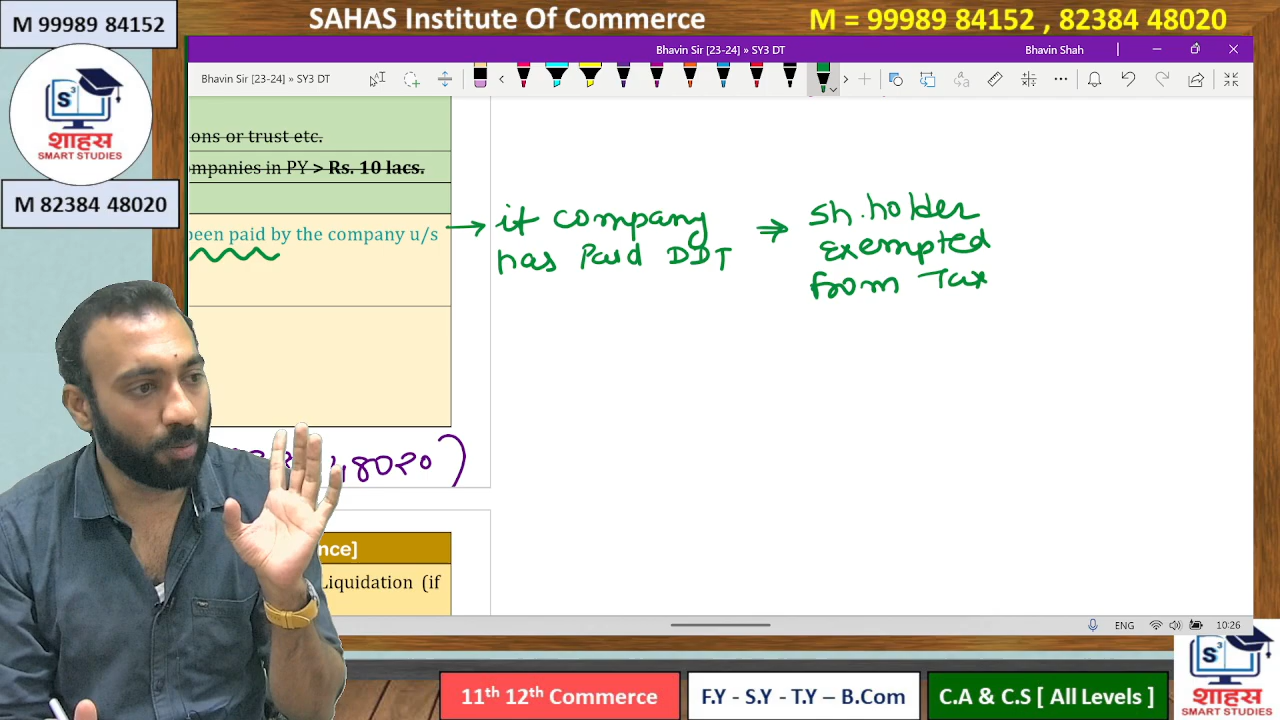 M 99989 84152
SAHAS Institute Of Commerce
M = 99989 84152 , 82384 48020
S³
शाहस
SMART STUDIES
M 82384 48020
Bhavin Sir [23-24] » SY3 DT
Bhavin Shah
Bhavin Sir [23-24] » SY3 DT
ons or trust etc.
mpanies in PY > Rs. 10 lacs.
been paid by the company u/s
→ if company
has Paid DDT
⇒ Sh.holder
Exempted
from Tax
48020)
nce]
Liquidation (if
ENG
10:26
11th 12th Commerce
F.Y - S.Y - T.Y – B.Com
C.A & C.S [ All Levels ]
S³
शाहस
SMART STUDIES